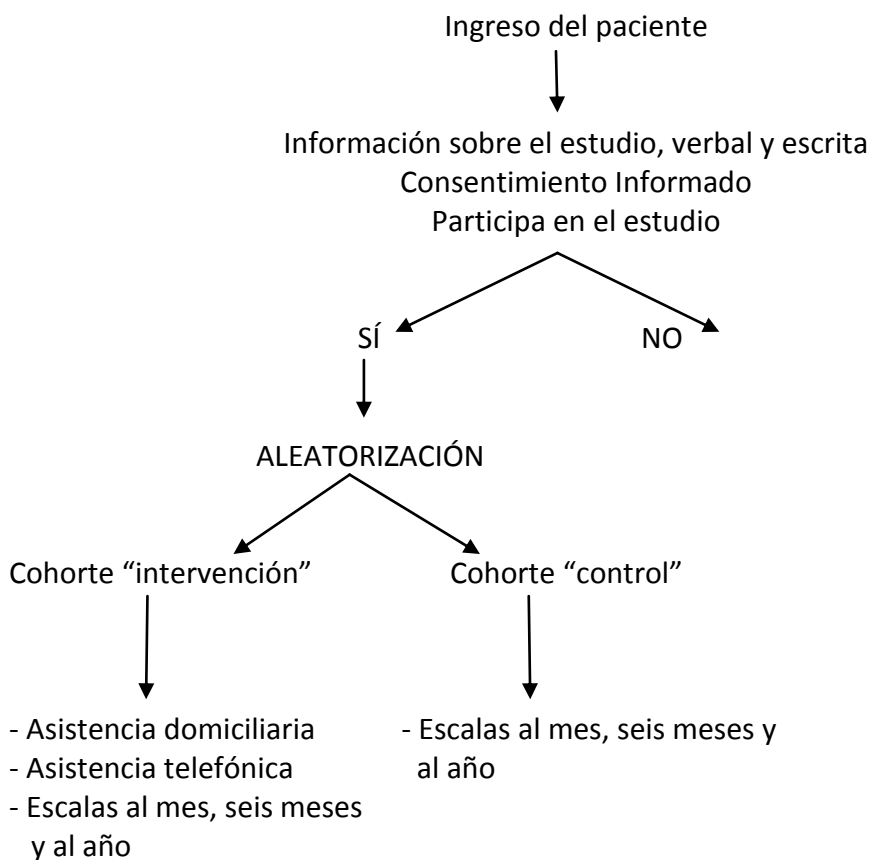 Ingreso del paciente
Información sobre el estudio, verbal y escrita
Consentimiento Informado
Participa en el estudio
SÍ
NO
ALEATORIZACIÓN
Cohorte “intervención”
Cohorte “control”
- Asistencia domiciliaria
- Asistencia telefónica
- Escalas al mes, seis meses
y al año
- Escalas al mes, seis meses y
al año